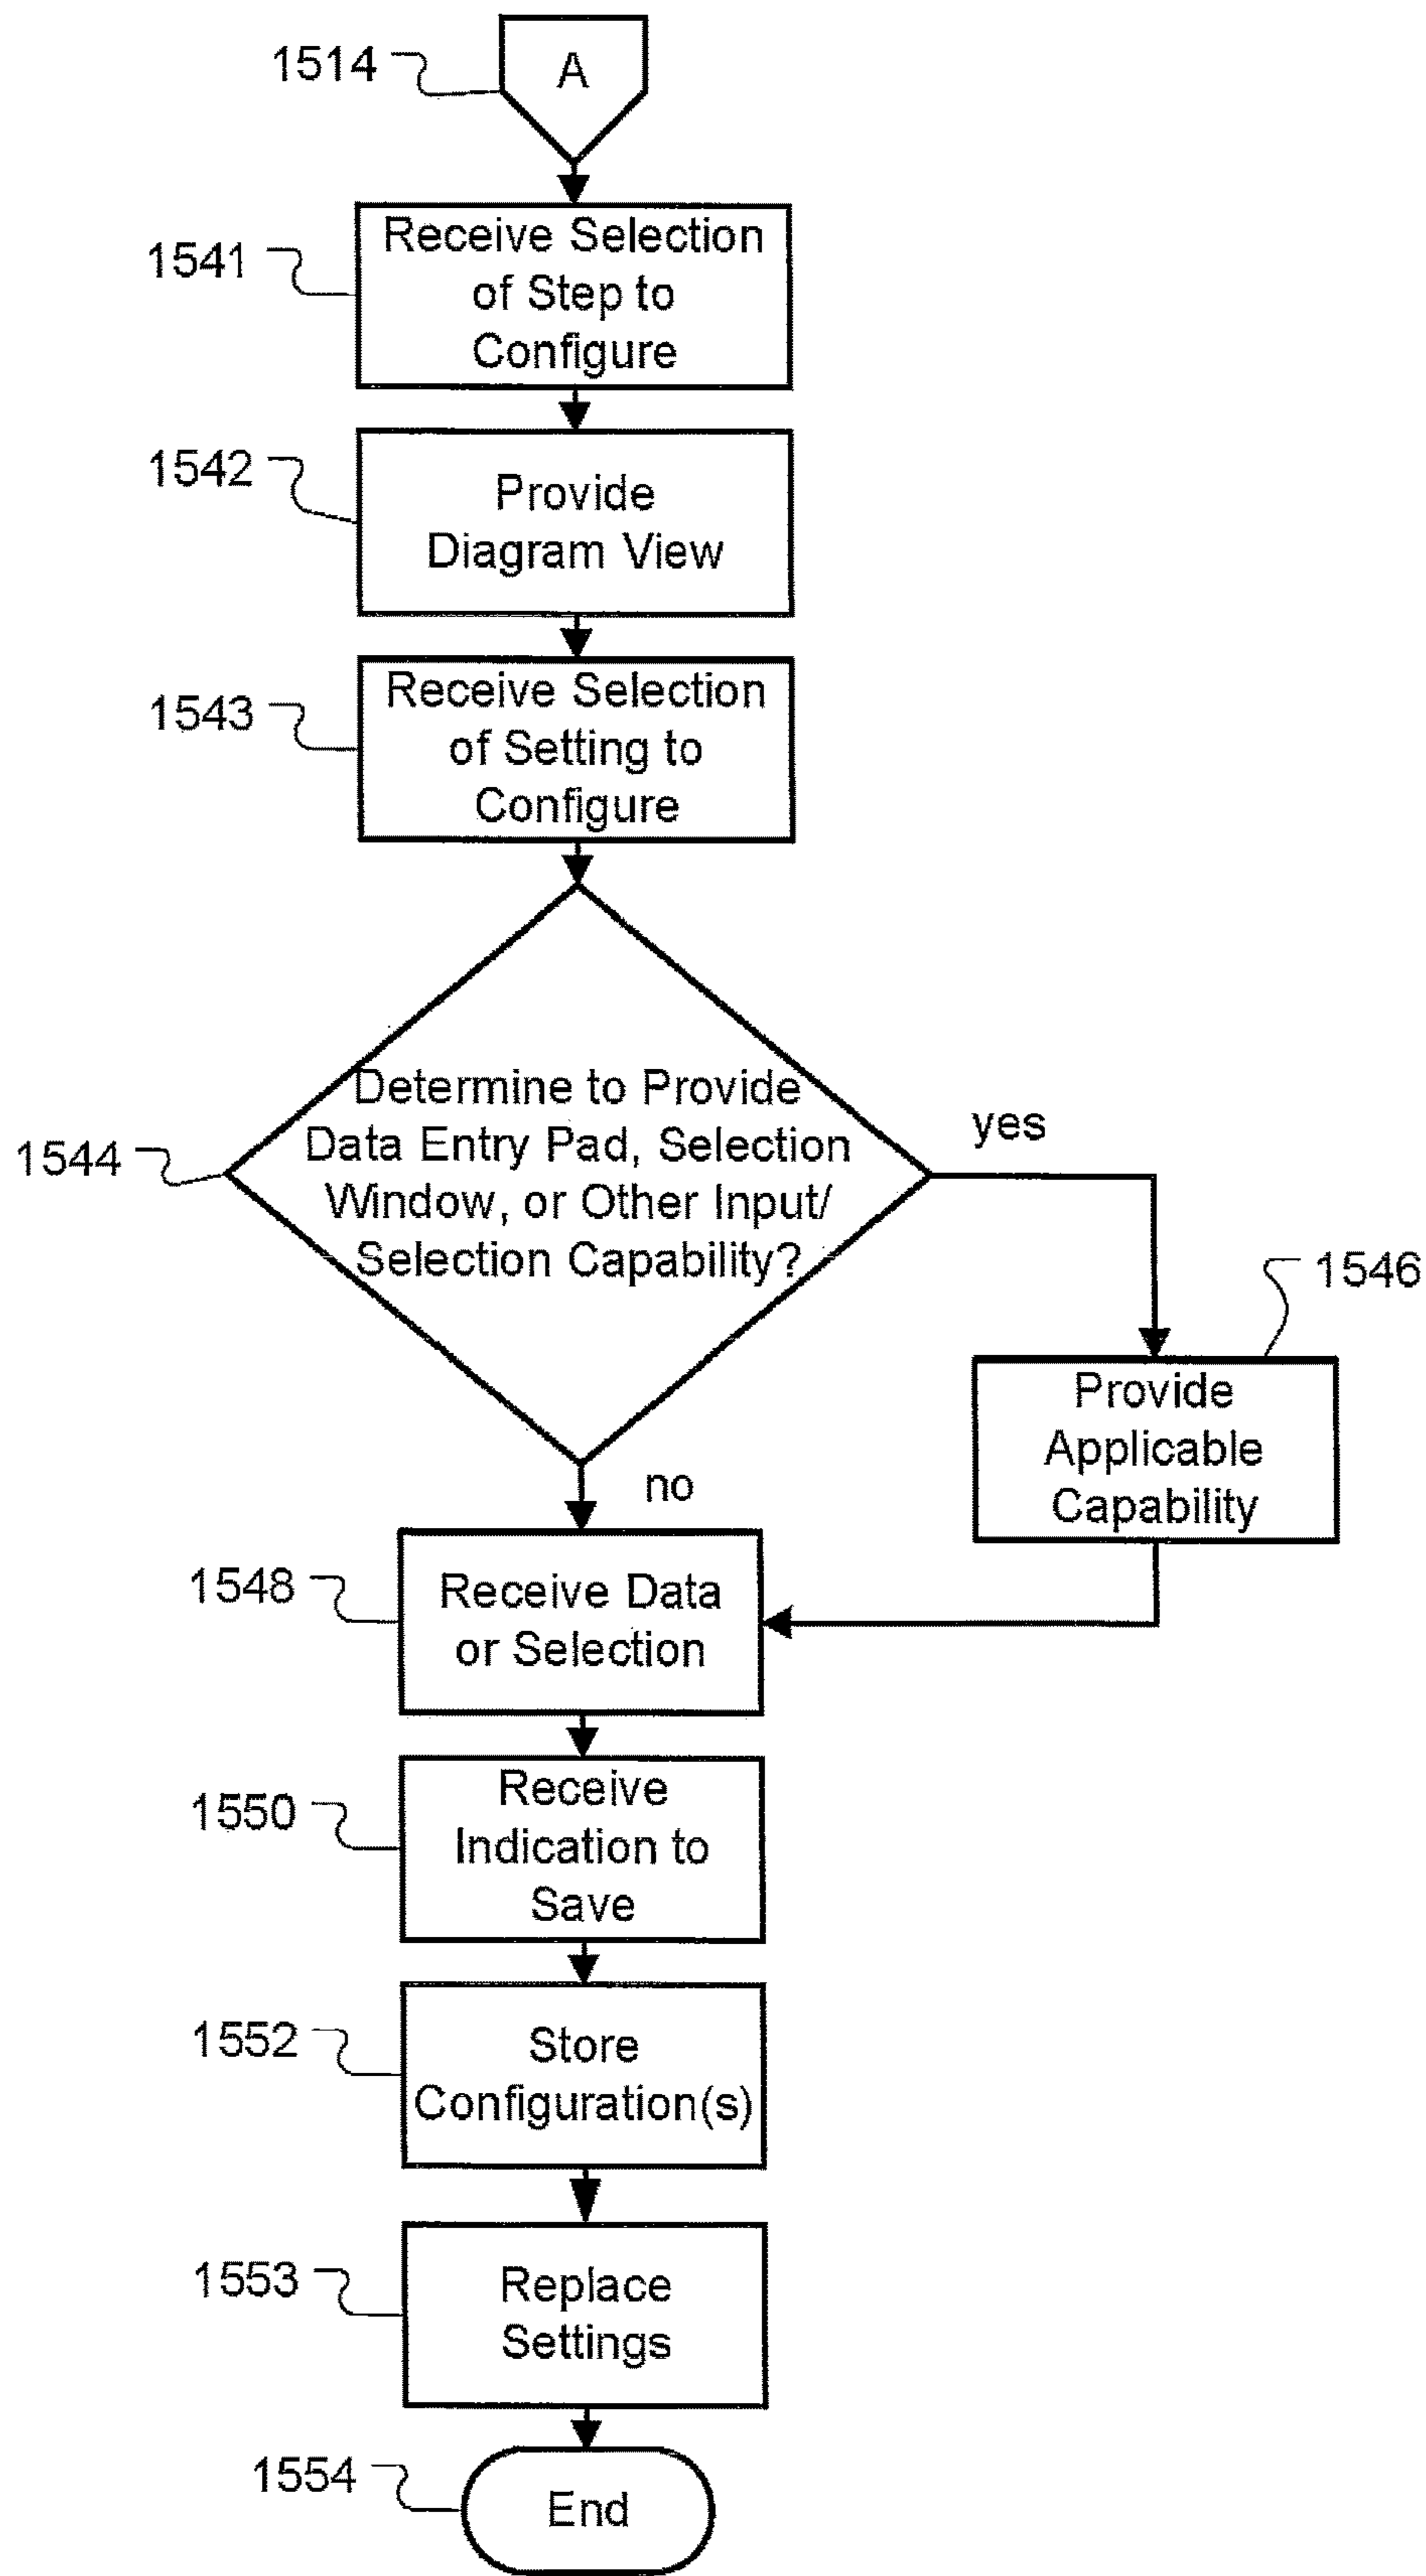 1514
A
1541
Receive Selection
of Step to
Configure
1542
Provide
Diagram View
1543
Receive Selection
of Setting to
Configure
1544
Determine to Provide
Data Entry Pad, Selection
Window, or Other Input/
Selection Capability?
yes
1546
Provide
Applicable
Capability
no
1548
Receive Data
or Selection
1550
Receive
Indication to
Save
1552
Store
Configuration(s)
1553
Replace
Settings
1554
End